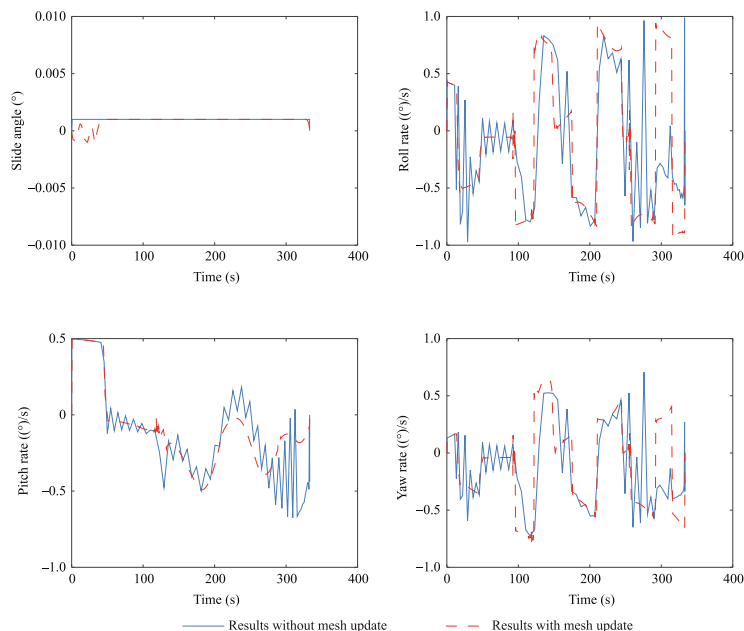 0.010
0.005
0
−0.005
−0.010
Slide angle (°)
0 100 200 300 400
Time (s)
1.0
0.5
0
−0.5
−1.0
Roll rate ((°)/s)
0 100 200 300 400
Time (s)
0.5
0
−0.5
−1.0
Pitch rate ((°)/s)
0 100 200 300 400
Time (s)
1.0
0.5
0
−0.5
−1.0
Yaw rate ((°)/s)
0 100 200 300 400
Time (s)
Results without mesh update Results with mesh update